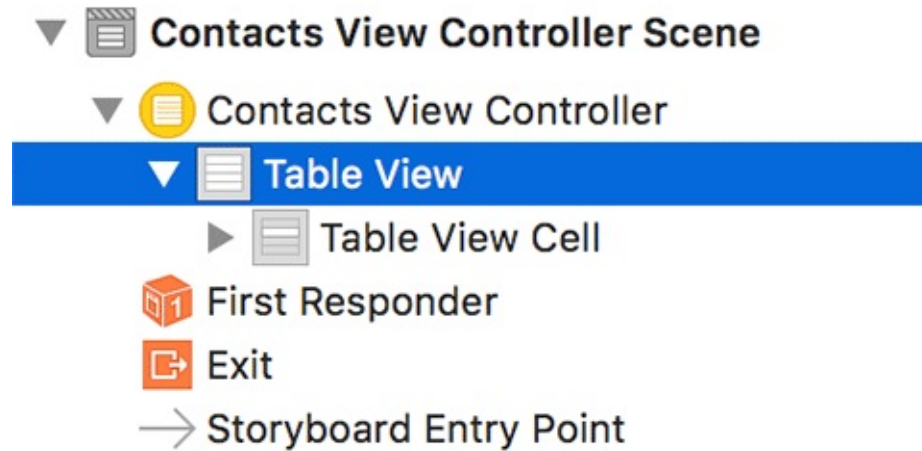 Contacts View Controller Scene
Contacts View Controller
Table View
Table View Cell
First Responder
Exit
Storyboard Entry Point